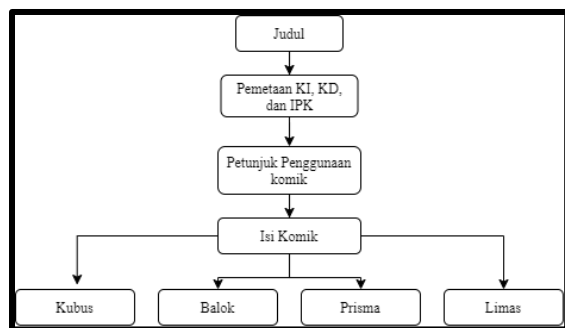 Judul
Pemetaan KI, KD,
dan IPK
Petunjuk Penggunaan
komik
Isi Komik
Kubus
Balok
Prisma
Limas